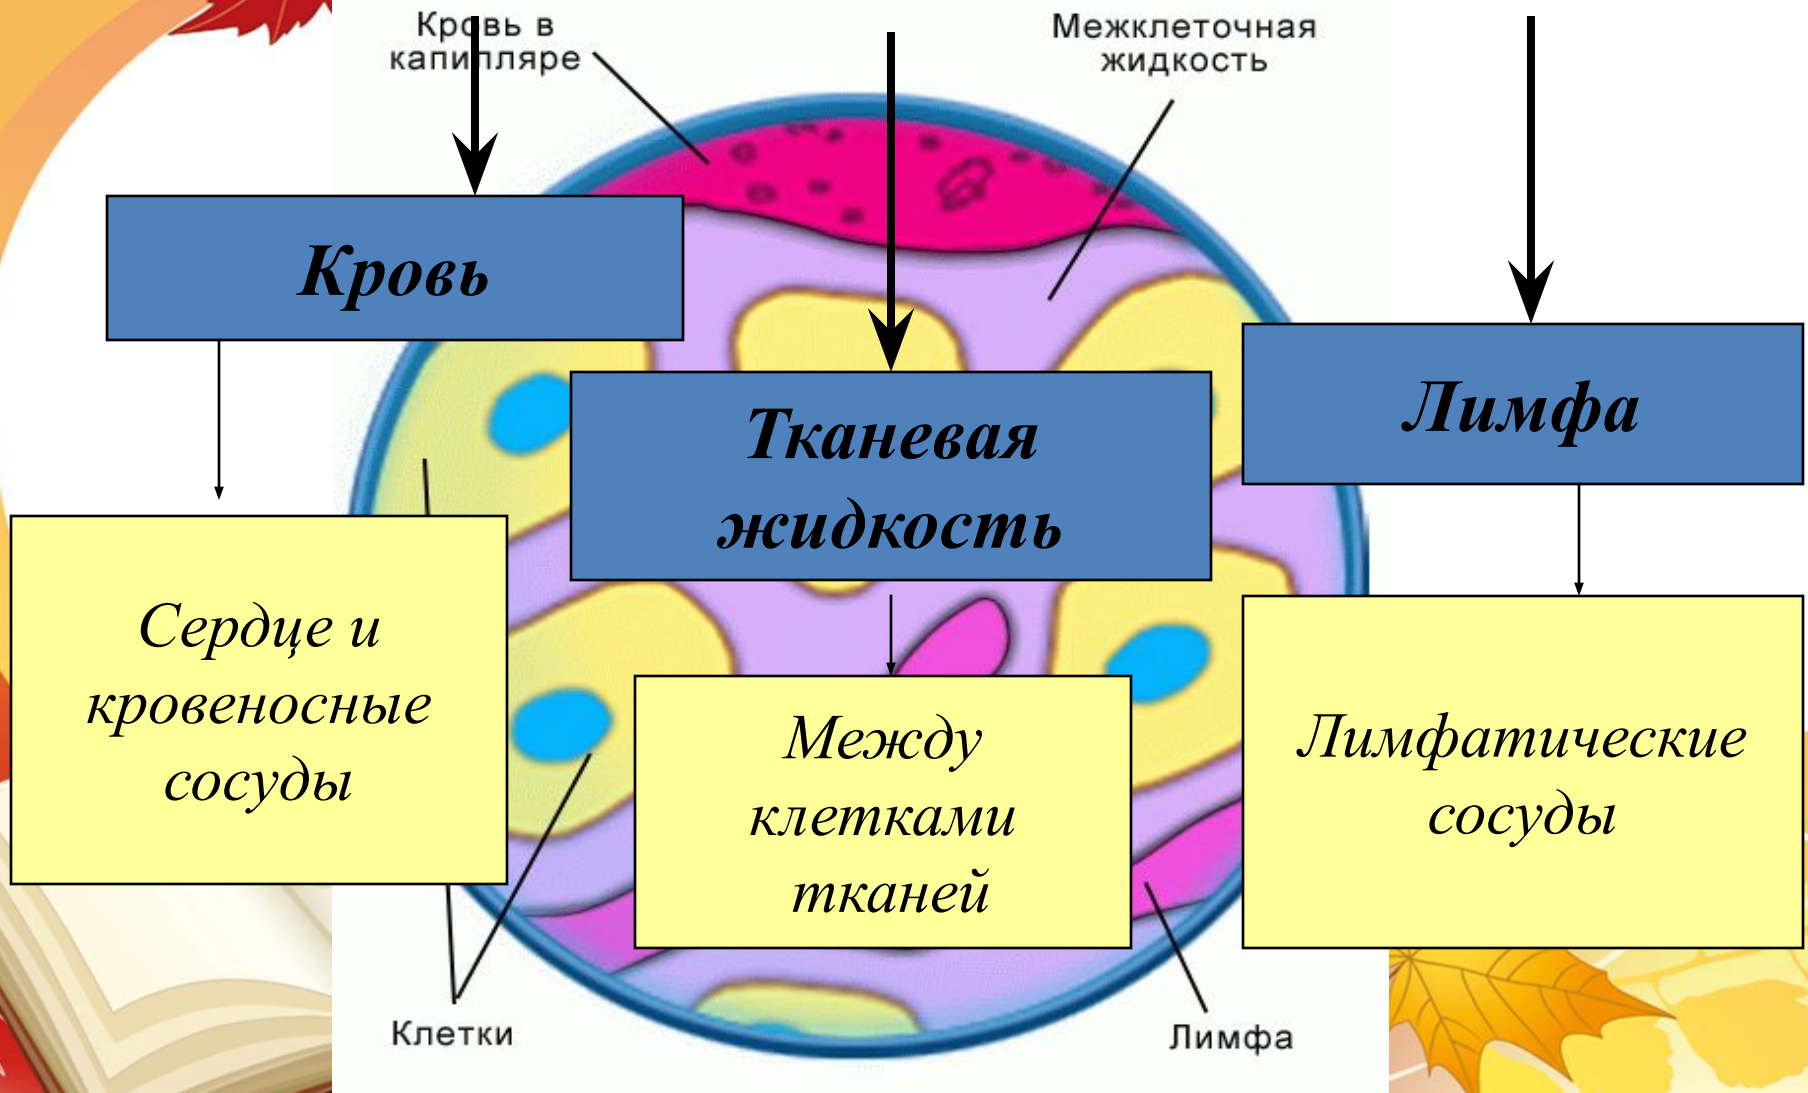 Кровь в
капилляре
Межклеточная
жидкость
Кровь
Тканевая
жидкость
Лимфа
Сердце и
кровеносные
сосуды
Между
клетками
тканей
Лимфатические
сосуды
Клетки
Лимфа